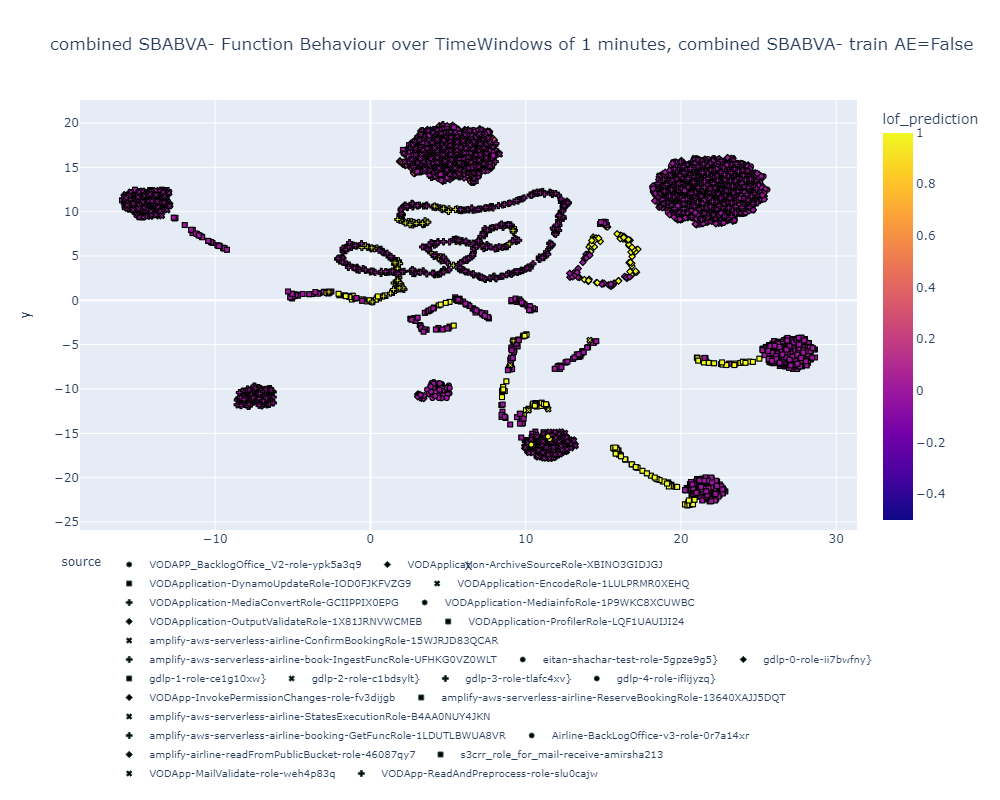 combined SBABVA- Function Behaviour over TimeWindows of 1 minutes, combined SBABVA- train AE=False
lof_prediction
20
15
10
5
0
−5
−10
−15
−20
−25
y
1
0.8
0.6
0.4
0.2
0
−0.2
−0.4
−10 0 10 20 30
x
source
VODAPP_BacklogOffice_V2-role-ypk5a3q9 VODApplication-ArchiveSourceRole-XBINO3GIDJGJ
VODApplication-DynamoUpdateRole-IOD0FJKFVZG9 VODApplication-EncodeRole-1LULPRMR0XEHQ
VODApplication-MediaConvertRole-GCIIPPIX0EPG VODApplication-MediainfoRole-1P9WKC8XCUWBC
VODApplication-OutputValidateRole-1X81JRNVWCMEB VODApplication-ProfilerRole-LQF1UAUIJI24
amplify-aws-serverless-airline-ConfirmBookingRole-15WJRJD83QCAR
amplify-aws-serverless-airline-book-IngestFuncRole-UFHKG0VZ0WLT eitan-shachar-test-role-5gpze9g5} gdlp-0-role-ii7bwfny}
gdlp-1-role-ce1g10xw} gdlp-2-role-c1bdsylt} gdlp-3-role-tlafc4xv} gdlp-4-role-iflijyzq}
VODApp-InvokePermissionChanges-role-fv3dijgb amplify-aws-serverless-airline-ReserveBookingRole-13640XAJJ5DQT
amplify-aws-serverless-airline-StatesExecutionRole-B4AA0NUY4JKN
amplify-aws-serverless-airline-booking-GetFuncRole-1LDUTLBWUA8VR Airline-BackLogOffice-v3-role-0r7a14xr
amplify-airline-readFromPublicBucket-role-46087qy7 s3crr_role_for_mail-receive-amirsha213
VODApp-MailValidate-role-weh4p83q VODApp-ReadAndPreprocess-role-slu0cajw